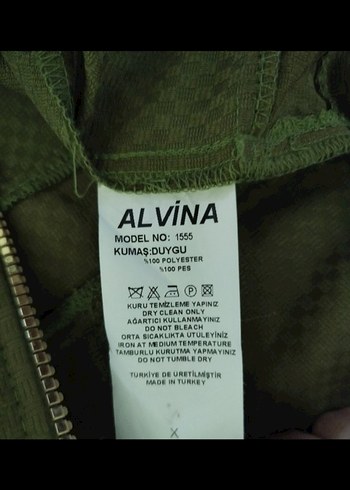 ALVİNA
MODEL NO: 1555
KUMAŞ:DUYGU
%100 POLYESTER
%100 PES
KURU TEMİZLEME YAPINIZ
DRY CLEAN ONLY
AĞARTICI KULLANMAYINIZ
DO NOT BLEACH
ORTA SICAKLIKTA ÜTÜLEYİNİZ
IRON AT MEDIUM TEMPERATURE
TAMBURLU KURUTMA YAPMAYINIZ
DO NOT TUMBLE DRY
TÜRKİYE DE ÜRETİLMİŞTİR
MADE IN TURKEY